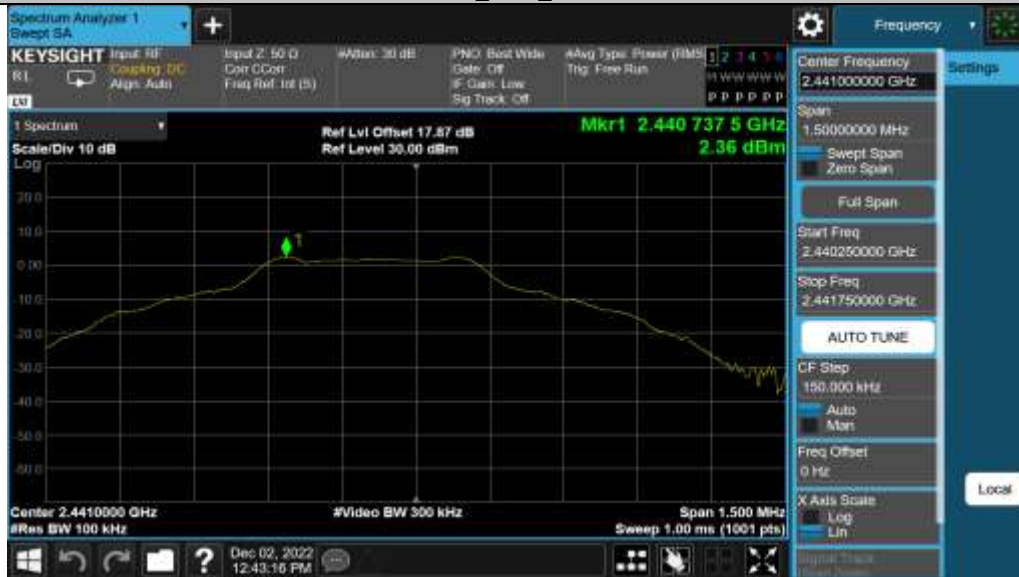 Spectrum Analyzer 1
Swept SA
Frequency
KEYSIGHT
Input: RF
Coupling: DC
Align: Auto
RL
LXI
Input Z: 50 Ω
Corr CCorr
Freq Ref: Int (S)
#Atten: 30 dB
PNO: Best Wide
Gate: Off
IF Gain: Low
Sig Track: Off
#Avg Type: Power (RMS)
Trig: Free Run
1 2 3 4 5 6
M W W W W W
P P P P P P
1 Spectrum
Scale/Div 10 dB
Ref Lvl Offset 17.87 dB
Ref Level 30.00 dBm
Mkr1 2.440 737 5 GHz
2.36 dBm
Log
20.0
10.0
0.00
-10.0
-20.0
-30.0
-40.0
-50.0
-60.0
1
Center 2.4410000 GHz
#Res BW 100 kHz
#Video BW 300 kHz
Span 1.500 MHz
Sweep 1.00 ms (1001 pts)
Dec 02, 2022
12:43:16 PM
Center Frequency
2.441000000 GHz
Span
1.50000000 MHz
Swept Span
Zero Span
Full Span
Start Freq
2.440250000 GHz
Stop Freq
2.441750000 GHz
AUTO TUNE
CF Step
150.000 kHz
Auto
Man
Freq Offset
0 Hz
X Axis Scale
Log
Lin
Signal Track
Settings
Local